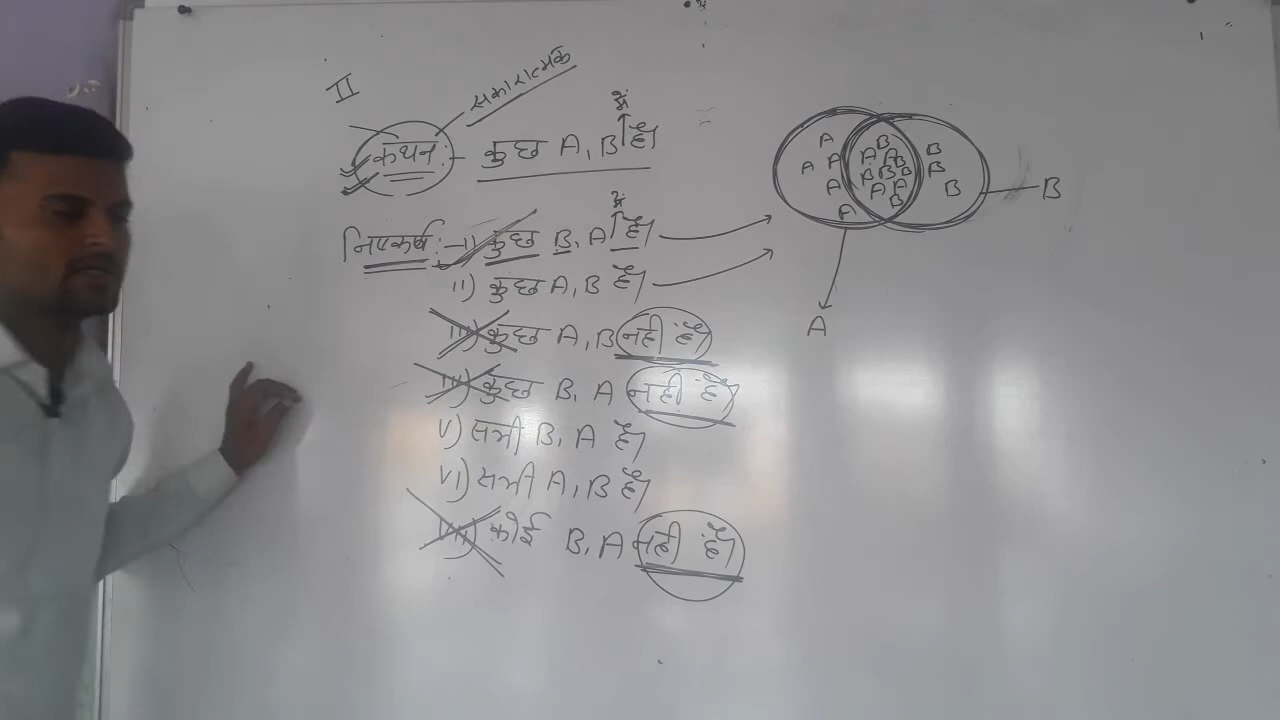 II
सकारात्मक
में
कथन:- कुछ A, B है।
में
निष्कर्ष:- I) कुछ B, A है।
II) कुछ A, B है।
III) कुछ A, B नहीं है।
IV) कुछ B, A नहीं है।
V) सभी B, A है।
VI) सभी A, B है।
VII) कोई B, A नहीं है।
A B B
A A A A B B
A B B B B
A A A B
A B
B
A